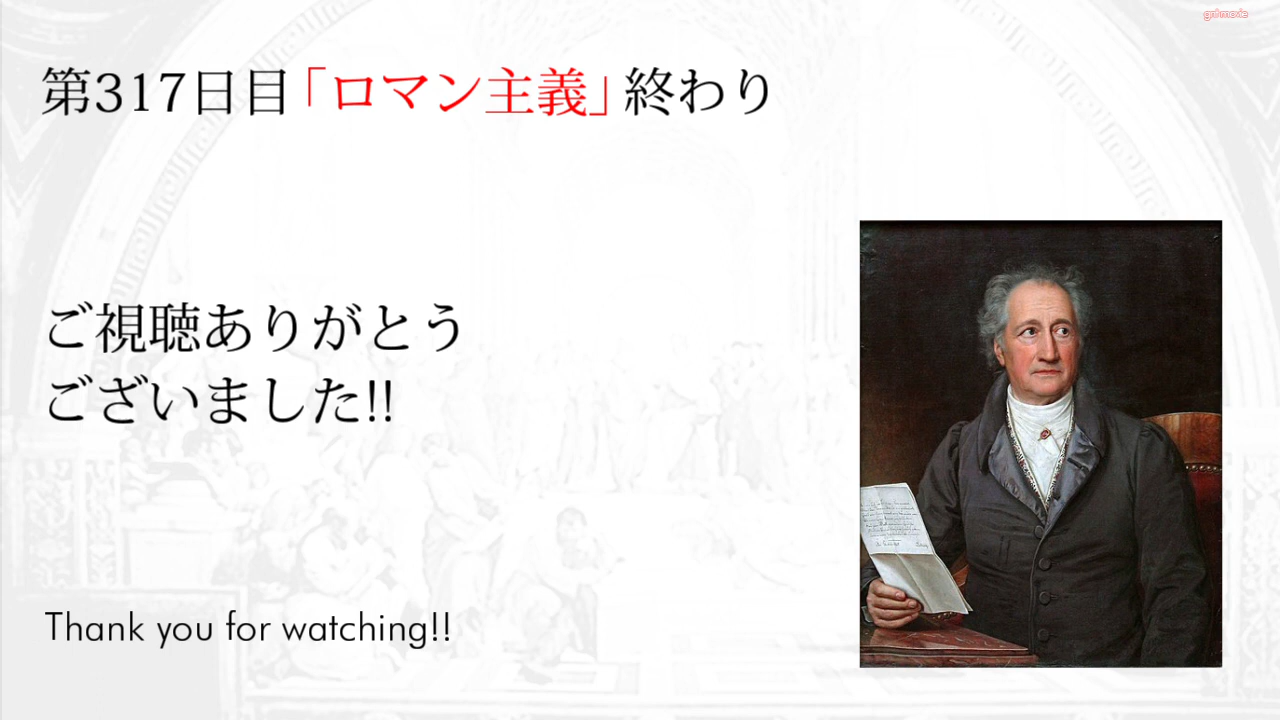 第317日目「ロマン主義」終わり
ご視聴ありがとう
ございました!!
Thank you for watching!!